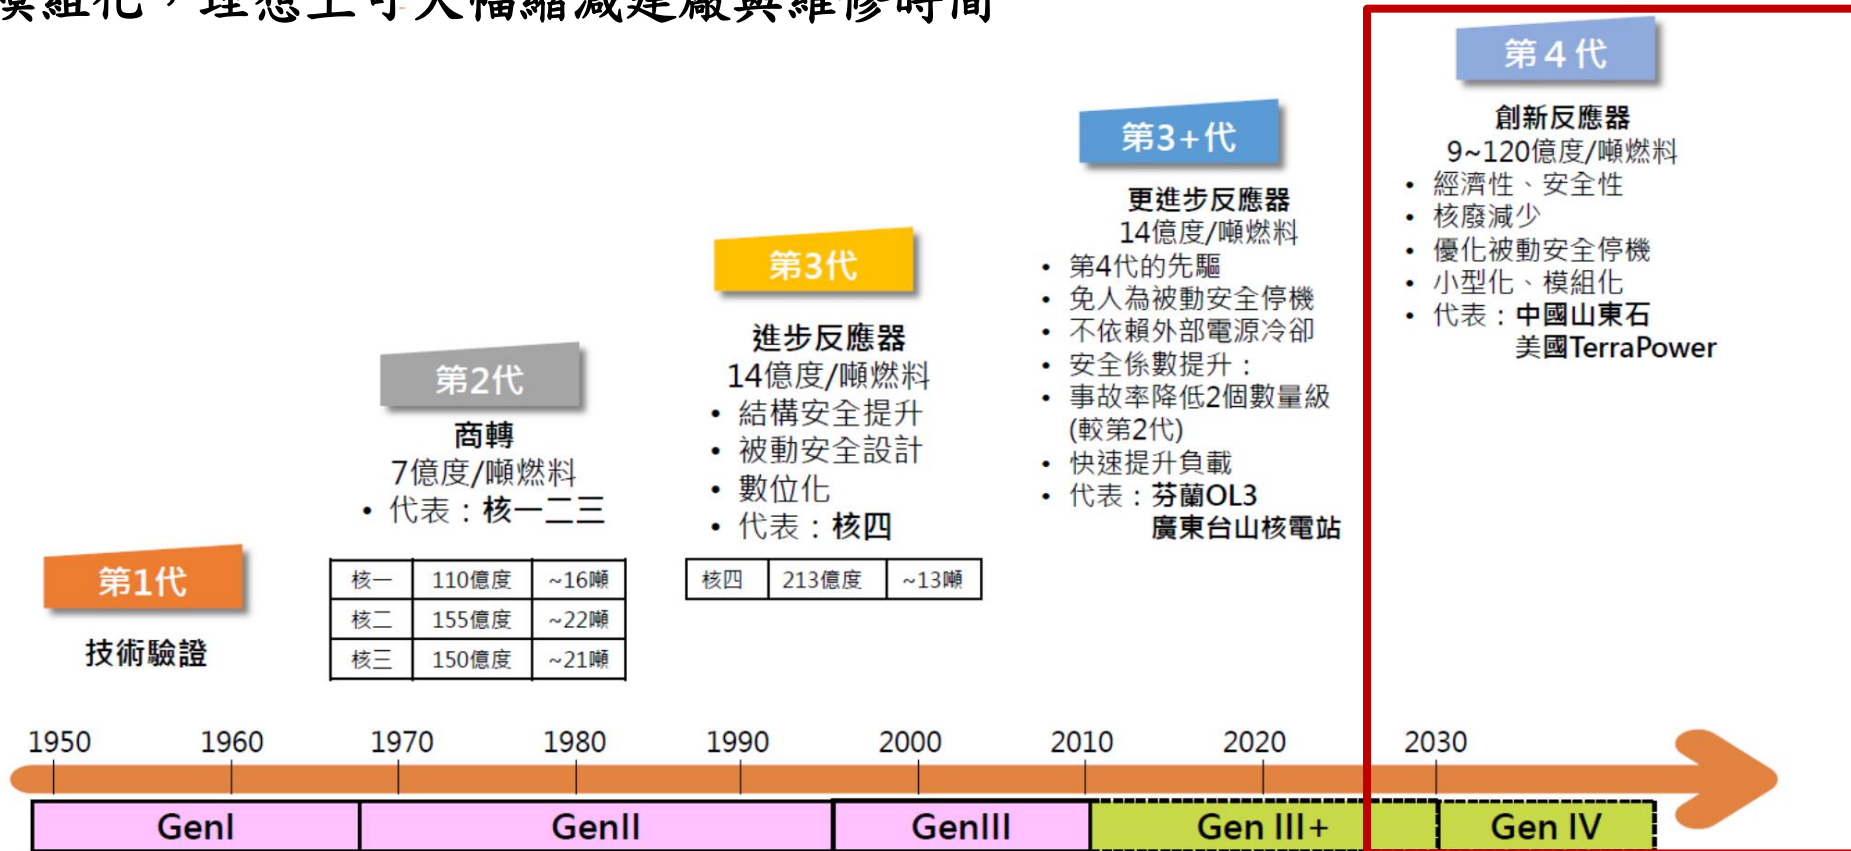 模組化，理想上可大幅縮減建廠與維修時間
第４代
創新反應器
9~120億度/噸燃料
• 經濟性、安全性
• 核廢減少
• 優化被動安全停機
• 小型化、模組化
• 代表：中國山東石
美國TerraPower
第3+代
更進步反應器
14億度/噸燃料
• 第4代的先驅
• 免人為被動安全停機
• 不依賴外部電源冷卻
• 安全係數提升：
• 事故率降低2個數量級
(較第2代)
• 快速提升負載
• 代表：芬蘭OL3
廣東台山核電站
第3代
進步反應器
14億度/噸燃料
• 結構安全提升
• 被動安全設計
• 數位化
• 代表：核四
核四 213億度 ~13噸
第2代
商轉
7億度/噸燃料
• 代表：核一二三
核一 110億度 ~16噸
核二 155億度 ~22噸
核三 150億度 ~21噸
第1代
技術驗證
1950 1960 1970 1980 1990 2000 2010 2020 2030
GenI GenII GenIII Gen III+ Gen IV